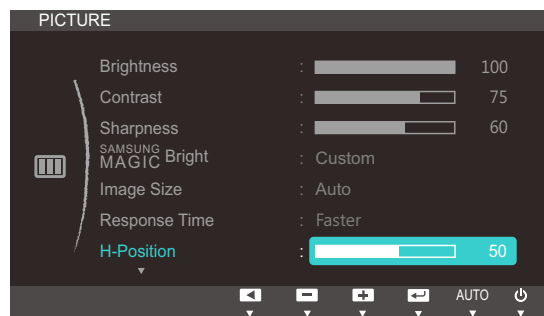 PICTURE
Brightness : 100
Contrast : 75
Sharpness : 60
SAMSUNG MAGIC Bright : Custom
Image Size : Auto
Response Time : Faster
H-Position : 50
AUTO